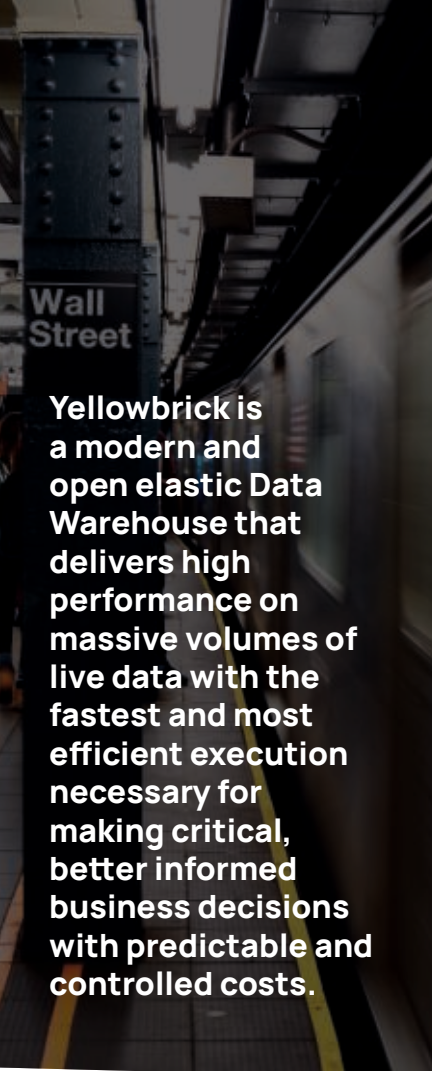 Wall
Street
Yellowbrick is
a modern and
open elastic Data
Warehouse that
delivers high
performance on
massive volumes of
live data with the
fastest and most
efficient execution
necessary for
making critical,
better informed
business decisions
with predictable and
controlled costs.